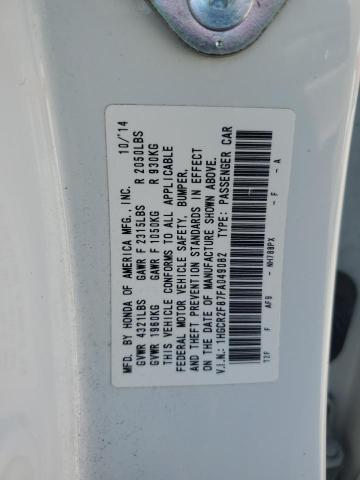 MFD. BY HONDA OF AMERICA MFG., INC. 10/14
GVWR 4321LBS GAWR F 2315LBS R 2050LBS
GVWR 1960KG GAWR F 1050KG R 930KG
THIS VEHICLE CONFORMS TO ALL APPLICABLE
FEDERAL MOTOR VEHICLE SAFETY, BUMPER,
AND THEFT PREVENTION STANDARDS IN EFFECT
ON THE DATE OF MANUFACTURE SHOWN ABOVE.
V.I.N.: 1HGCR2F87FA049082 TYPE: PASSENGER CAR
T2F F AF9 - NH788PX - F - A